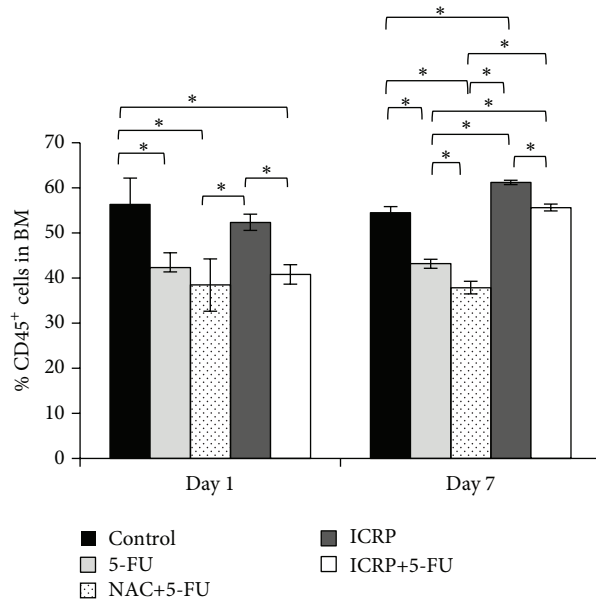 * * * * * * * * * * * * *
70
60
50
40
30
20
10
0
% CD45+ cells in BM
Day 1
Day 7
Control
5-FU
NAC+5-FU
ICRP
ICRP+5-FU